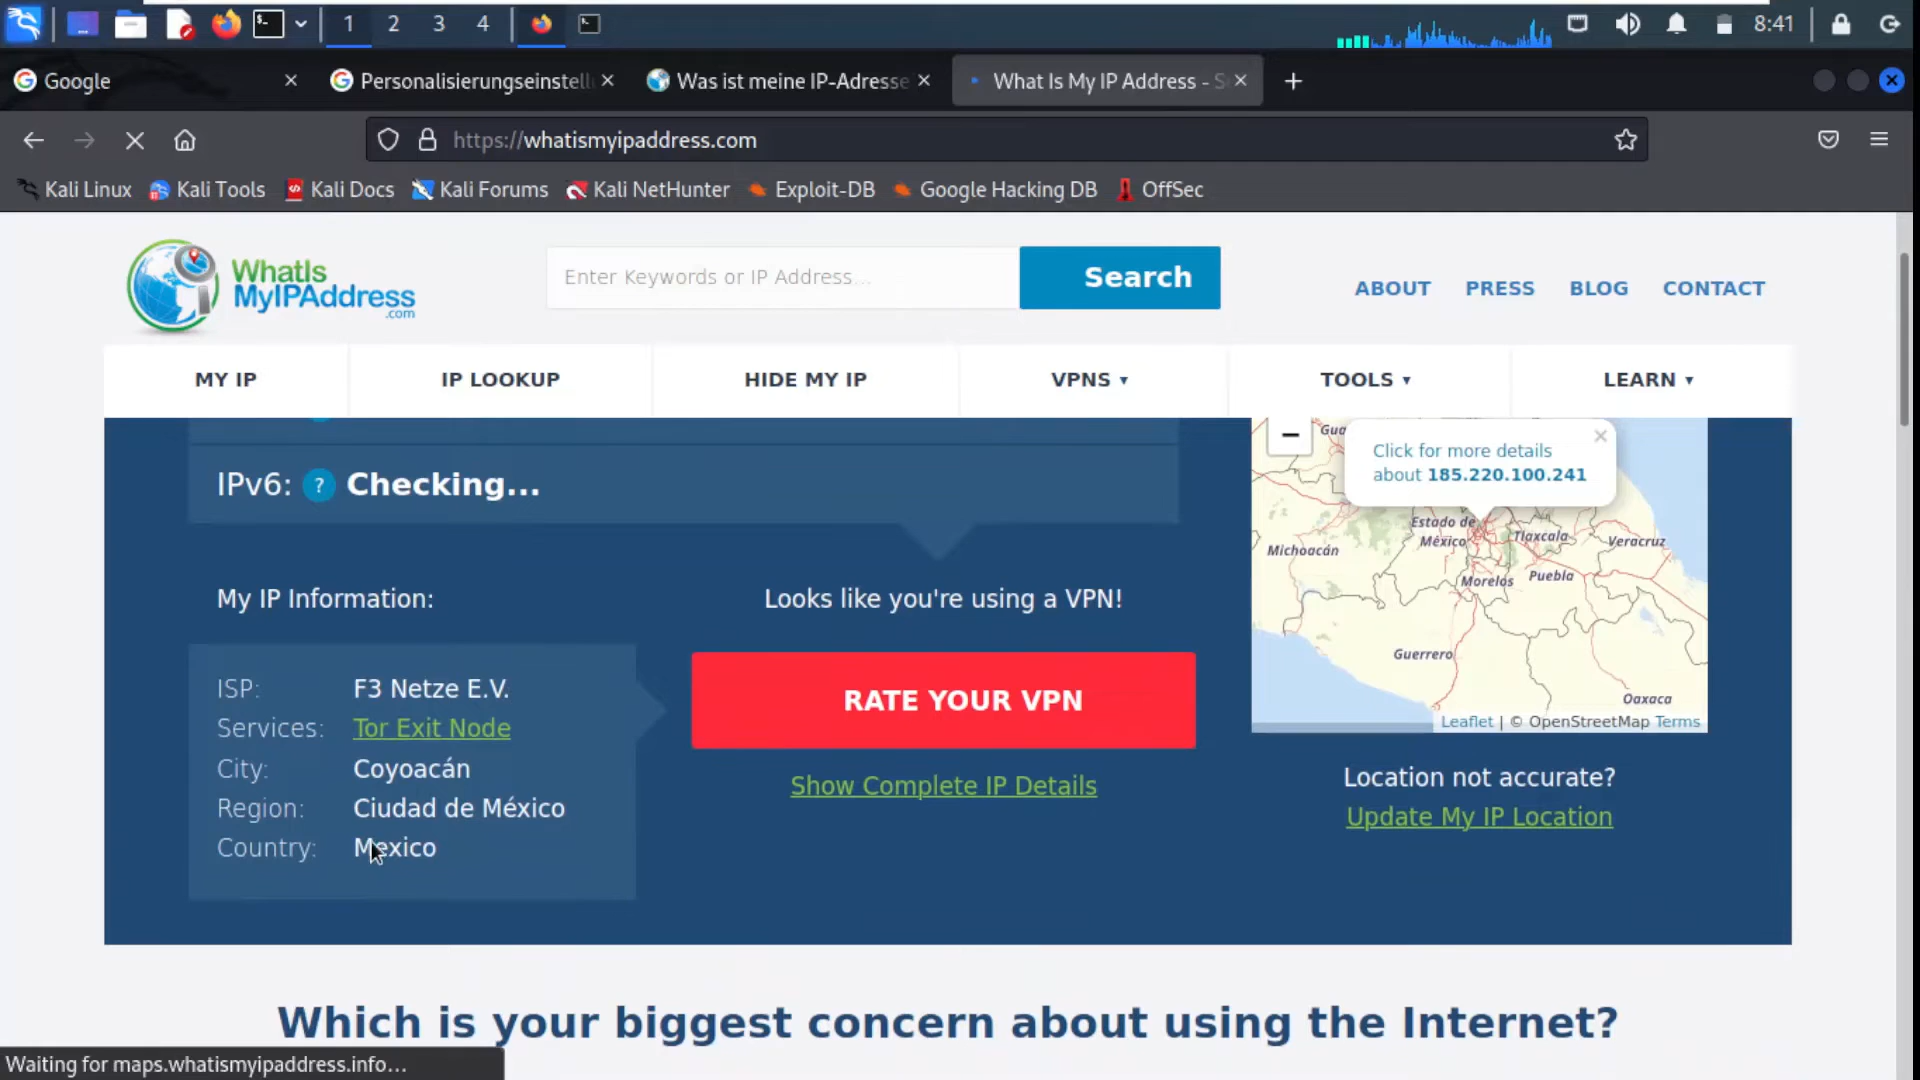 1 2 3 4 8:41
Google Personalisierungseinstell Was ist meine IP-Adresse What Is My IP Address - S
https://whatismyipaddress.com
Kali Linux Kali Tools Kali Docs Kali Forums Kali NetHunter Exploit-DB Google Hacking DB OffSec
WhatIs
MyIPAddress
.com
Enter Keywords or IP Address...
Search
ABOUT PRESS BLOG CONTACT
MY IP IP LOOKUP HIDE MY IP VPNS ▾ TOOLS ▾ LEARN ▾
IPv6: ? Checking...
My IP Information:
ISP: F3 Netze E.V.
Services: Tor Exit Node
City: Coyoacán
Region: Ciudad de México
Country: Mexico
Looks like you're using a VPN!
RATE YOUR VPN
Show Complete IP Details
−
Gua
Click for more details
about 185.220.100.241
×
Estado de
México
Tlaxcala
Veracruz
Michoacán
Morelos
Puebla
Guerrero
Oaxaca
Leaflet | © OpenStreetMap Terms
Location not accurate?
Update My IP Location
Which is your biggest concern about using the Internet?
Waiting for maps.whatismyipaddress.info...